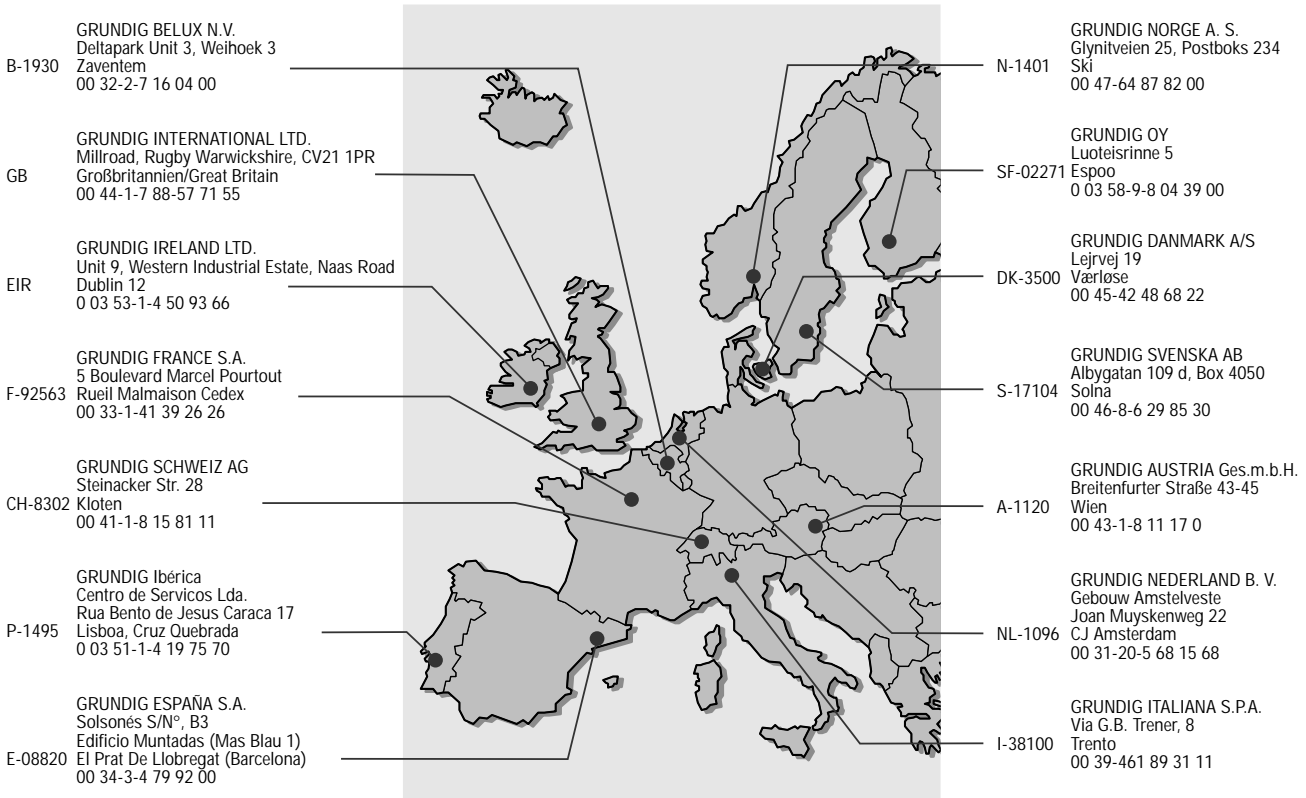 GRUNDIG BELUX N.V.
Deltapark Unit 3, Weihoek 3
B-1930 Zaventem
00 32-2-7 16 04 00
GRUNDIG INTERNATIONAL LTD.
Millroad, Rugby Warwickshire, CV21 1PR
GB Großbritannien/Great Britain
00 44-1-7 88-57 71 55
GRUNDIG IRELAND LTD.
Unit 9, Western Industrial Estate, Naas Road
EIR Dublin 12
0 03 53-1-4 50 93 66
GRUNDIG FRANCE S.A.
5 Boulevard Marcel Pourtout
F-92563 Rueil Malmaison Cedex
00 33-1-41 39 26 26
GRUNDIG SCHWEIZ AG
Steinacker Str. 28
CH-8302 Kloten
00 41-1-8 15 81 11
GRUNDIG Ibérica
Centro de Servicos Lda.
Rua Bento de Jesus Caraca 17
P-1495 Lisboa, Cruz Quebrada
0 03 51-1-4 19 75 70
GRUNDIG ESPAÑA S.A.
Solsonés S/N°, B3
Edificio Muntadas (Mas Blau 1)
E-08820 El Prat De Llobregat (Barcelona)
00 34-3-4 79 92 00
GRUNDIG NORGE A. S.
Glynitveien 25, Postboks 234
N-1401 Ski
00 47-64 87 82 00
GRUNDIG OY
Luoteisrinne 5
SF-02271 Espoo
0 03 58-9-8 04 39 00
GRUNDIG DANMARK A/S
Lejrvej 19
DK-3500 Værløse
00 45-42 48 68 22
GRUNDIG SVENSKA AB
Albygatan 109 d, Box 4050
S-17104 Solna
00 46-8-6 29 85 30
GRUNDIG AUSTRIA Ges.m.b.H.
Breitenfurter Straße 43-45
A-1120 Wien
00 43-1-8 11 17 0
GRUNDIG NEDERLAND B. V.
Gebouw Amstelveste
Joan Muyskenweg 22
NL-1096 CJ Amsterdam
00 31-20-5 68 15 68
GRUNDIG ITALIANA S.P.A.
Via G.B. Trener, 8
I-38100 Trento
00 39-461 89 31 11